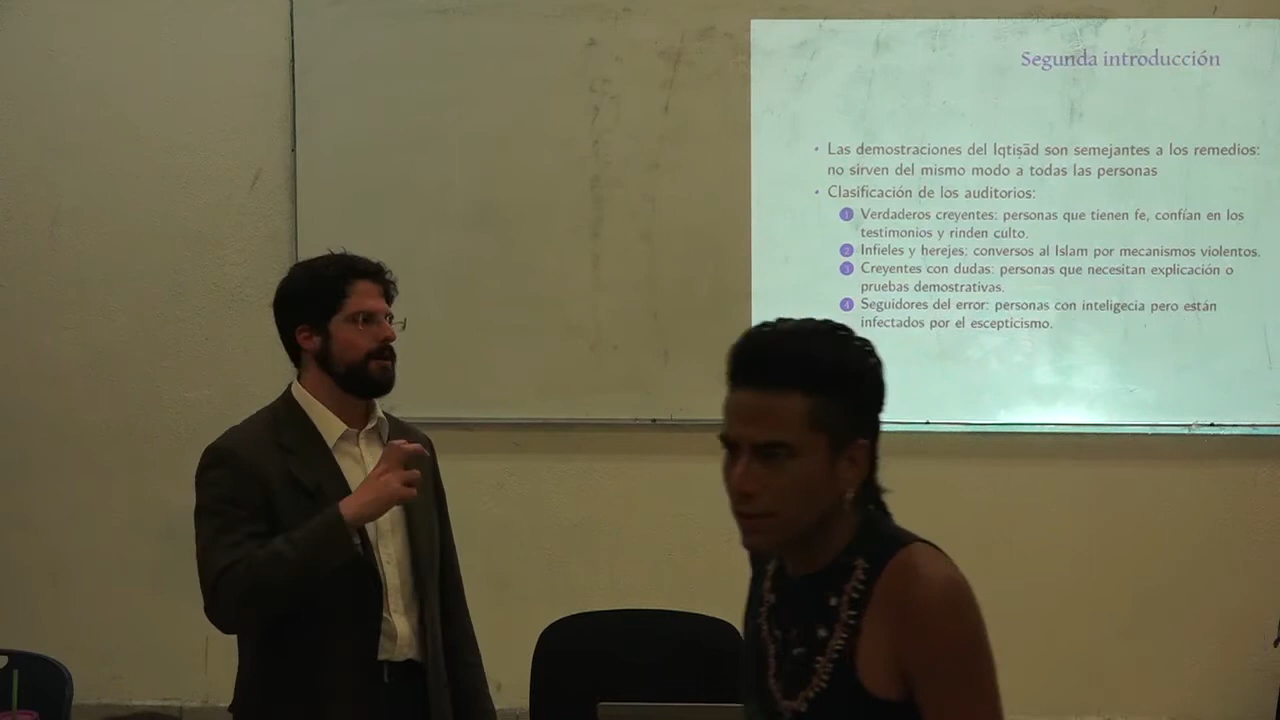 Segunda introducción
• Las demostraciones del Iqtiṣād son semejantes a los remedios:
no sirven del mismo modo a todas las personas
• Clasificación de los auditorios:
1 Verdaderos creyentes: personas que tienen fe, confían en los
testimonios y rinden culto.
2 Infieles y herejes: conversos al Islam por mecanismos violentos.
3 Creyentes con dudas: personas que necesitan explicación o
pruebas demostrativas.
4 Seguidores del error: personas con inteligecia pero están
infectados por el escepticismo.